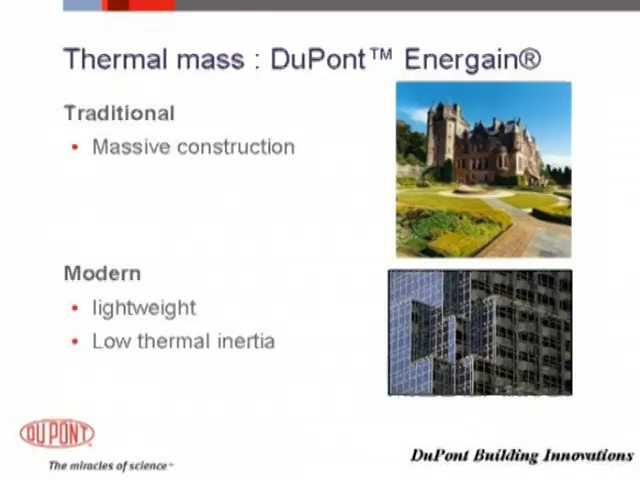 Thermal mass : DuPont™ Energain®
Traditional
• Massive construction
Modern
• lightweight
• Low thermal inertia
DUPONT®
The miracles of science™
DuPont Building Innovations